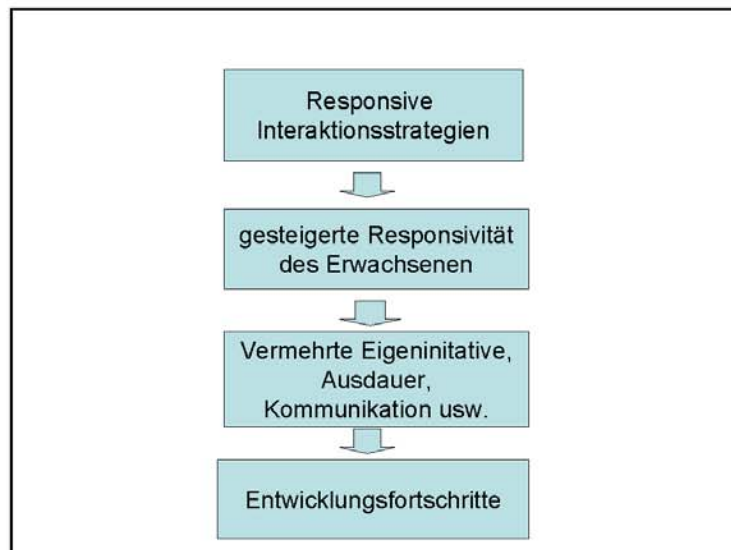 Responsive
Interaktionsstrategien
gesteigerte Responsivität
des Erwachsenen
Vermehrte Eigeninitative,
Ausdauer,
Kommunikation usw.
Entwicklungsfortschritte